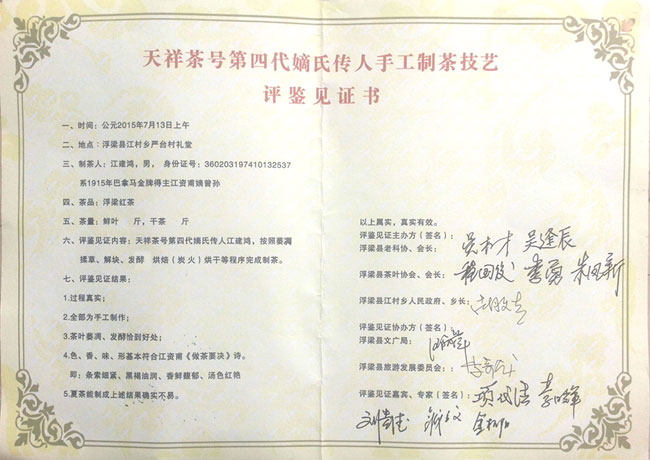 天祥茶号第四代嫡氏传人手工制茶技艺
评鉴见证书
一、时间：公元2015年7月13日上午
二、地点：浮梁县江村乡严台村礼堂
三、制茶人：江建鸿，男， 身份证号：360203197410132537
系1915年巴拿马金牌得主江资甫嫡曾孙
四、茶品：浮梁红茶
五、茶量：鲜叶 斤，干茶 斤
六、评鉴见证内容：天祥茶号第四代嫡氏传人江建鸿，按照萎凋
揉草、解块、发酵 烘焙（炭火）烘干等程序完成制茶。
七、评鉴见证结果：
1.过程真实；
2.全部为手工制作；
3.茶叶萎凋、发酵恰到好处；
4.色、香、味、形基本符合江资甫《做茶要决》诗。
即：条索细紧、黑褐油润、香鲜馥郁、汤色红艳
5.夏茶能制成上述结果确实不易。
以上属实，真实有效。
评鉴见证主办方（签名）：
浮梁县老科协、会长： 吴逢辰
浮梁县茶叶协会、会长： 李勇
浮梁县江村乡人民政府、乡长：
评鉴见证协办方（签名）：
浮梁县文广局：
浮梁县旅游发展委员会：：
评鉴见证嘉宾、专家（签名）：